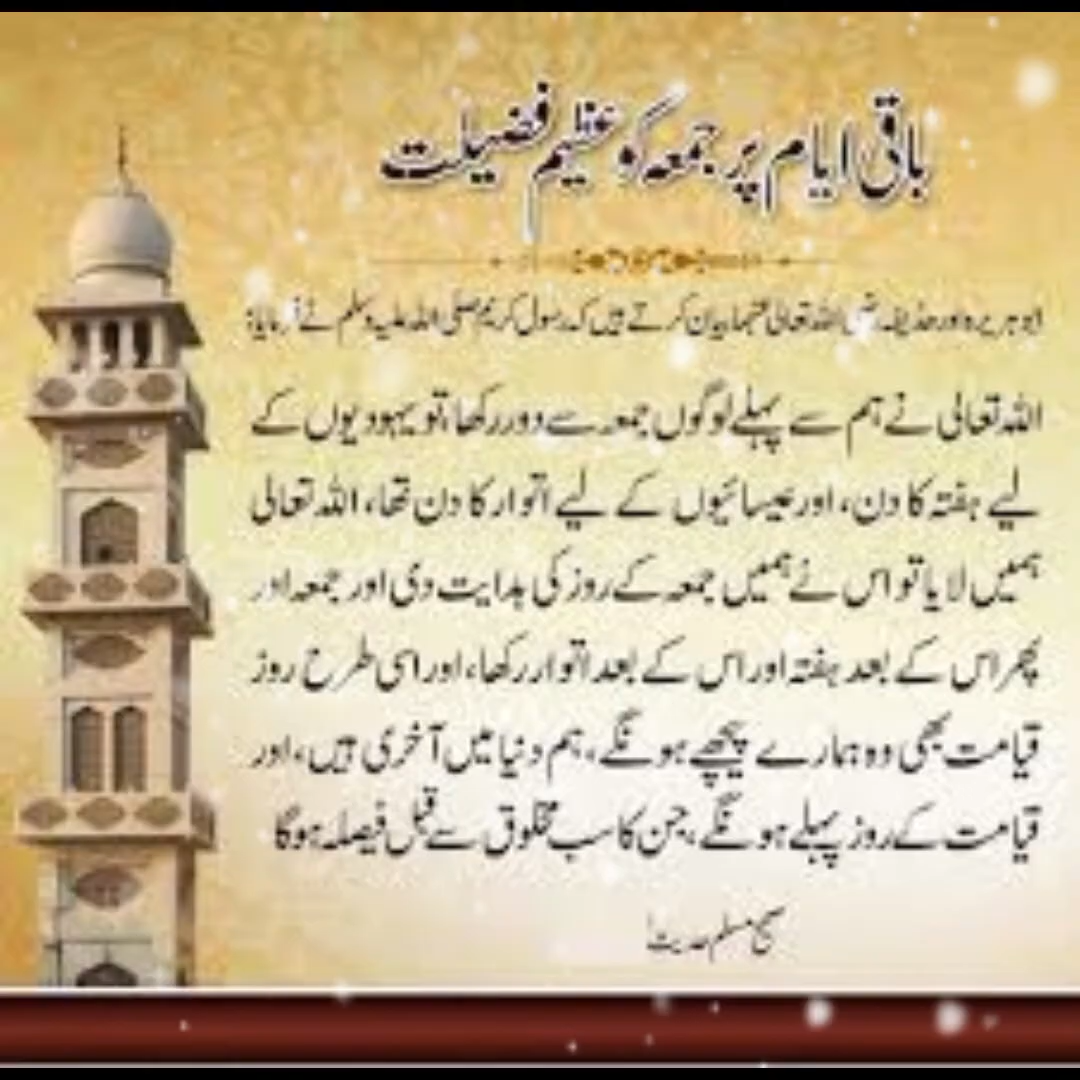 باقی ایام پر جمعہ کو عظیم فضیلت
ابو ہریرہ اور حذیفہ رضی اللہ تعالی عنہما بیان کرتے ہیں کہ رسول کریم صلی اللہ علیہ وسلم نے فرمایا:
اللہ تعالی نے ہم سے پہلے لوگوں جمعہ سے دور رکھا، تو یہودیوں کے
لیے ہفتہ کا دن، اور عیسائیوں کے لیے اتوار کا دن تھا، اللہ تعالی
ہمیں لایا تو اس نے ہمیں جمعہ کے روز کی ہدایت دی اور جمعہ اور
پھر اس کے بعد ہفتہ اور اس کے بعد اتوار رکھا، اور اسی طرح روز
قیامت بھی وہ ہمارے پیچھے ہونگے، ہم دنیا میں آخری ہیں، اور
قیامت کے روز پہلے ہونگے، جن کا سب مخلوق سے قبل فیصلہ ہوگا
صحیح مسلم حدیث